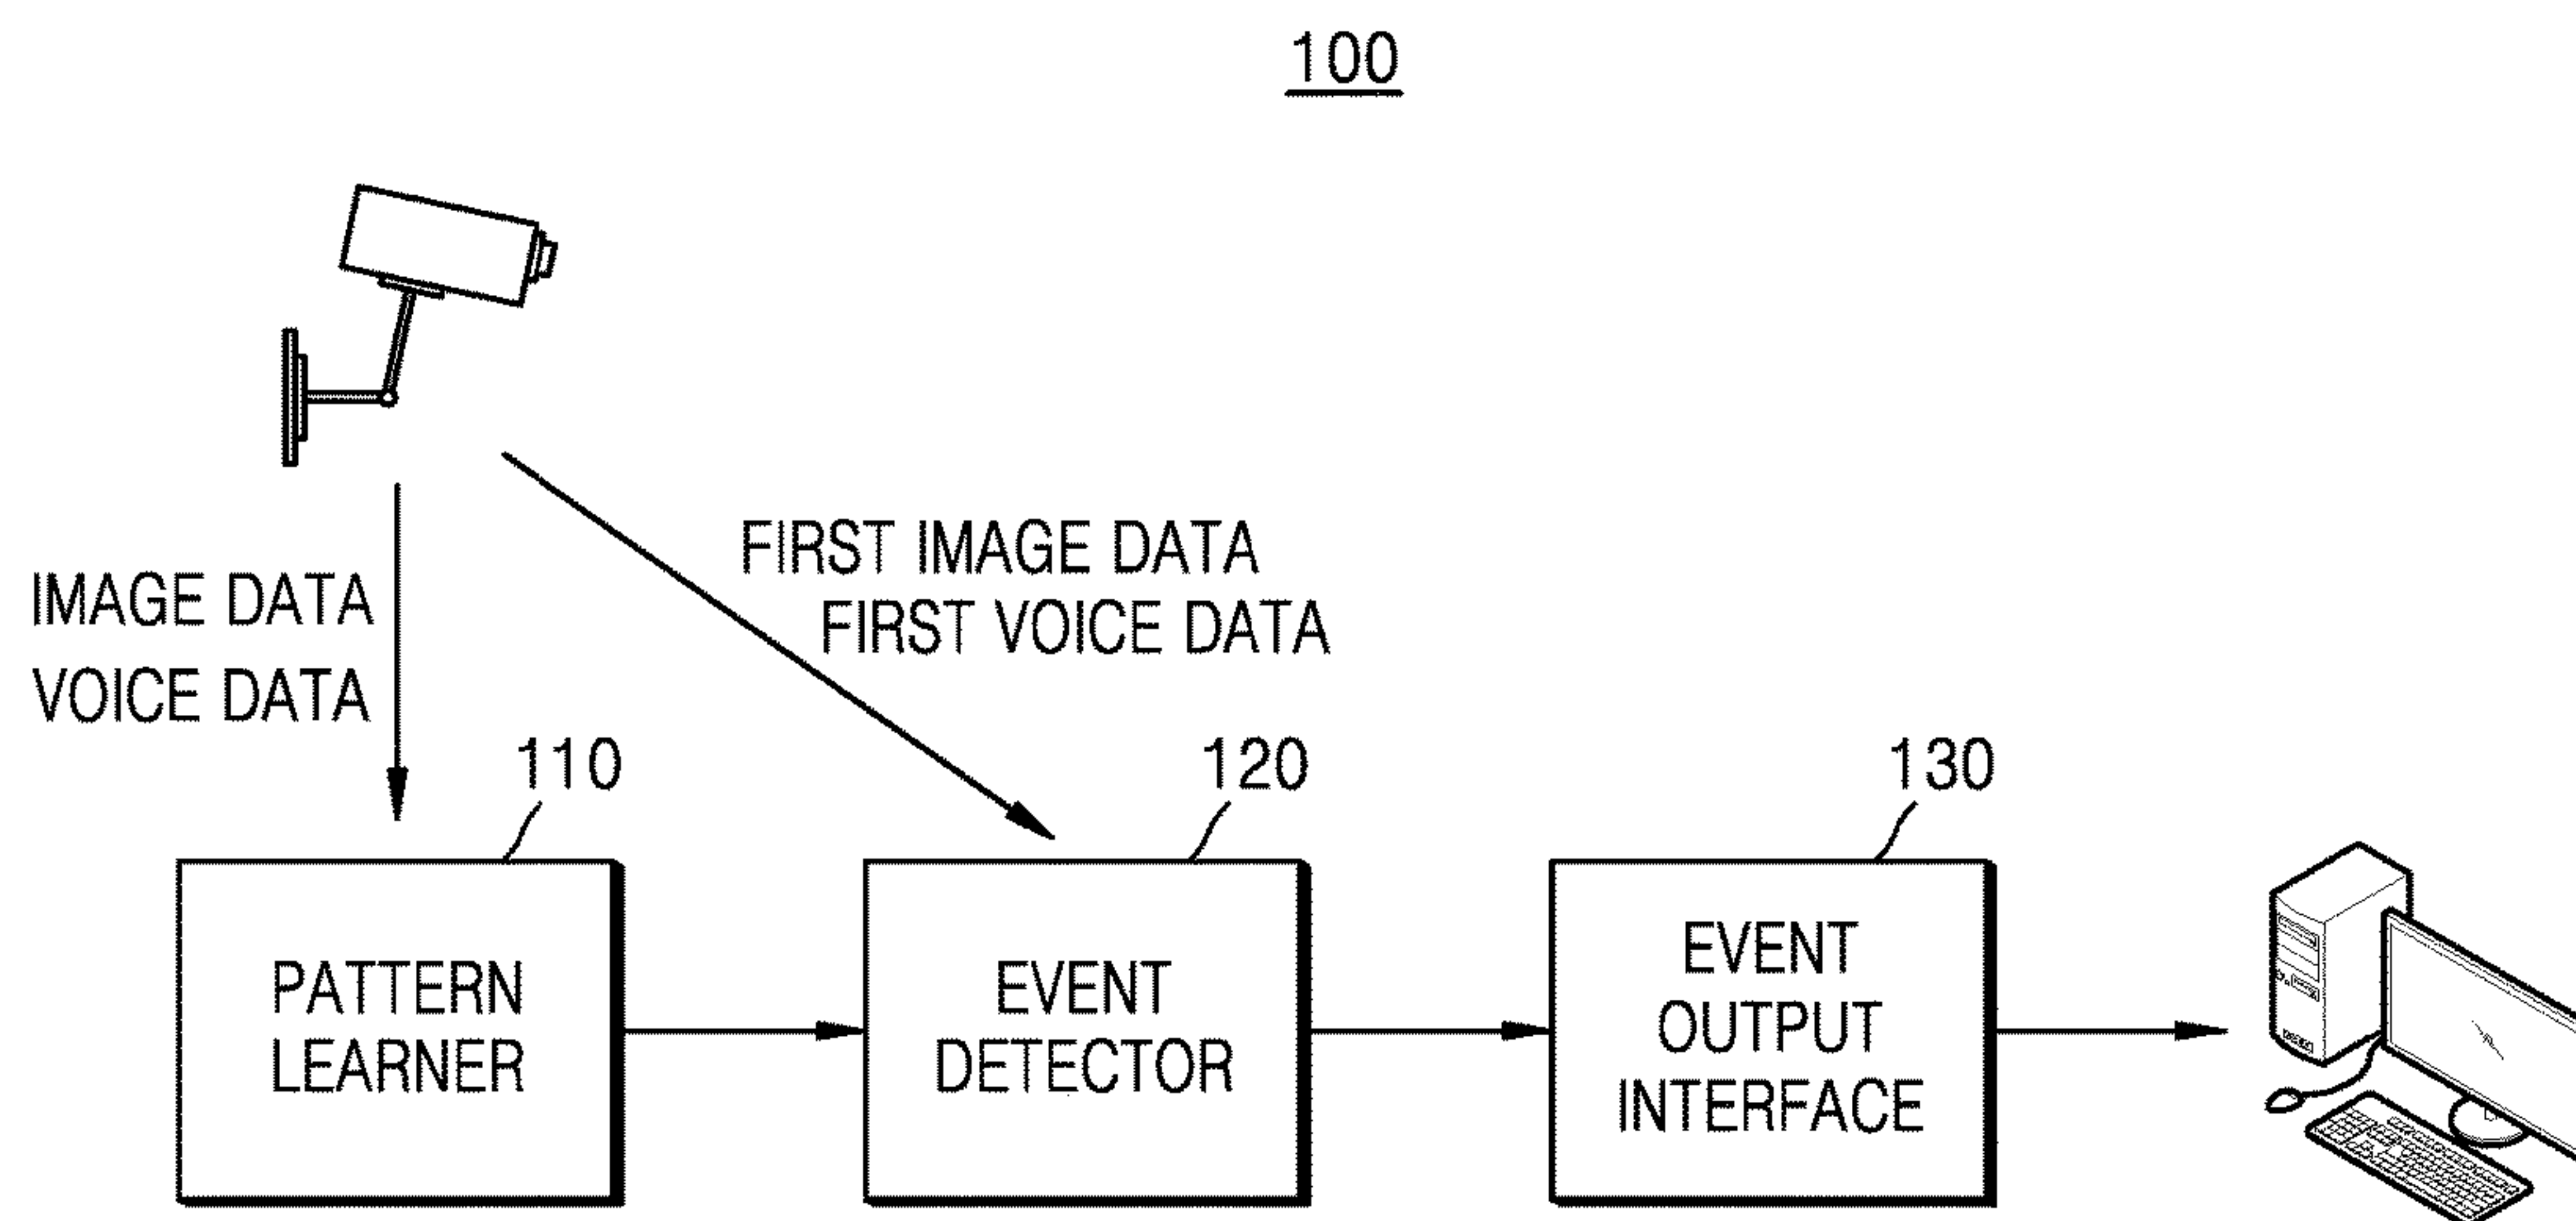 100
IMAGE DATA
VOICE DATA
FIRST IMAGE DATA
FIRST VOICE DATA
110
120
130
PATTERN
LEARNER
EVENT
DETECTOR
EVENT
OUTPUT
INTERFACE